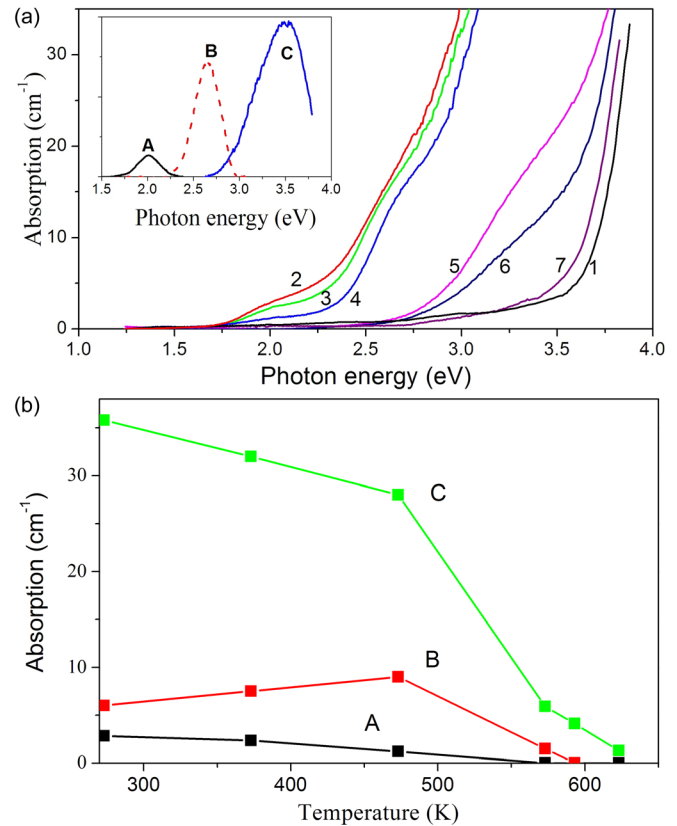 (a)
Absorption (cm⁻¹)
30
20
10
0
A
B
C
1.5 2.0 2.5 3.0 3.5 4.0
Photon energy (eV)
2
3
4
5
6
7
1
1.0 1.5 2.0 2.5 3.0 3.5 4.0
Photon energy (eV)
(b)
Absorption (cm⁻¹)
30
20
10
0
C
B
A
300 400 500 600
Temperature (K)